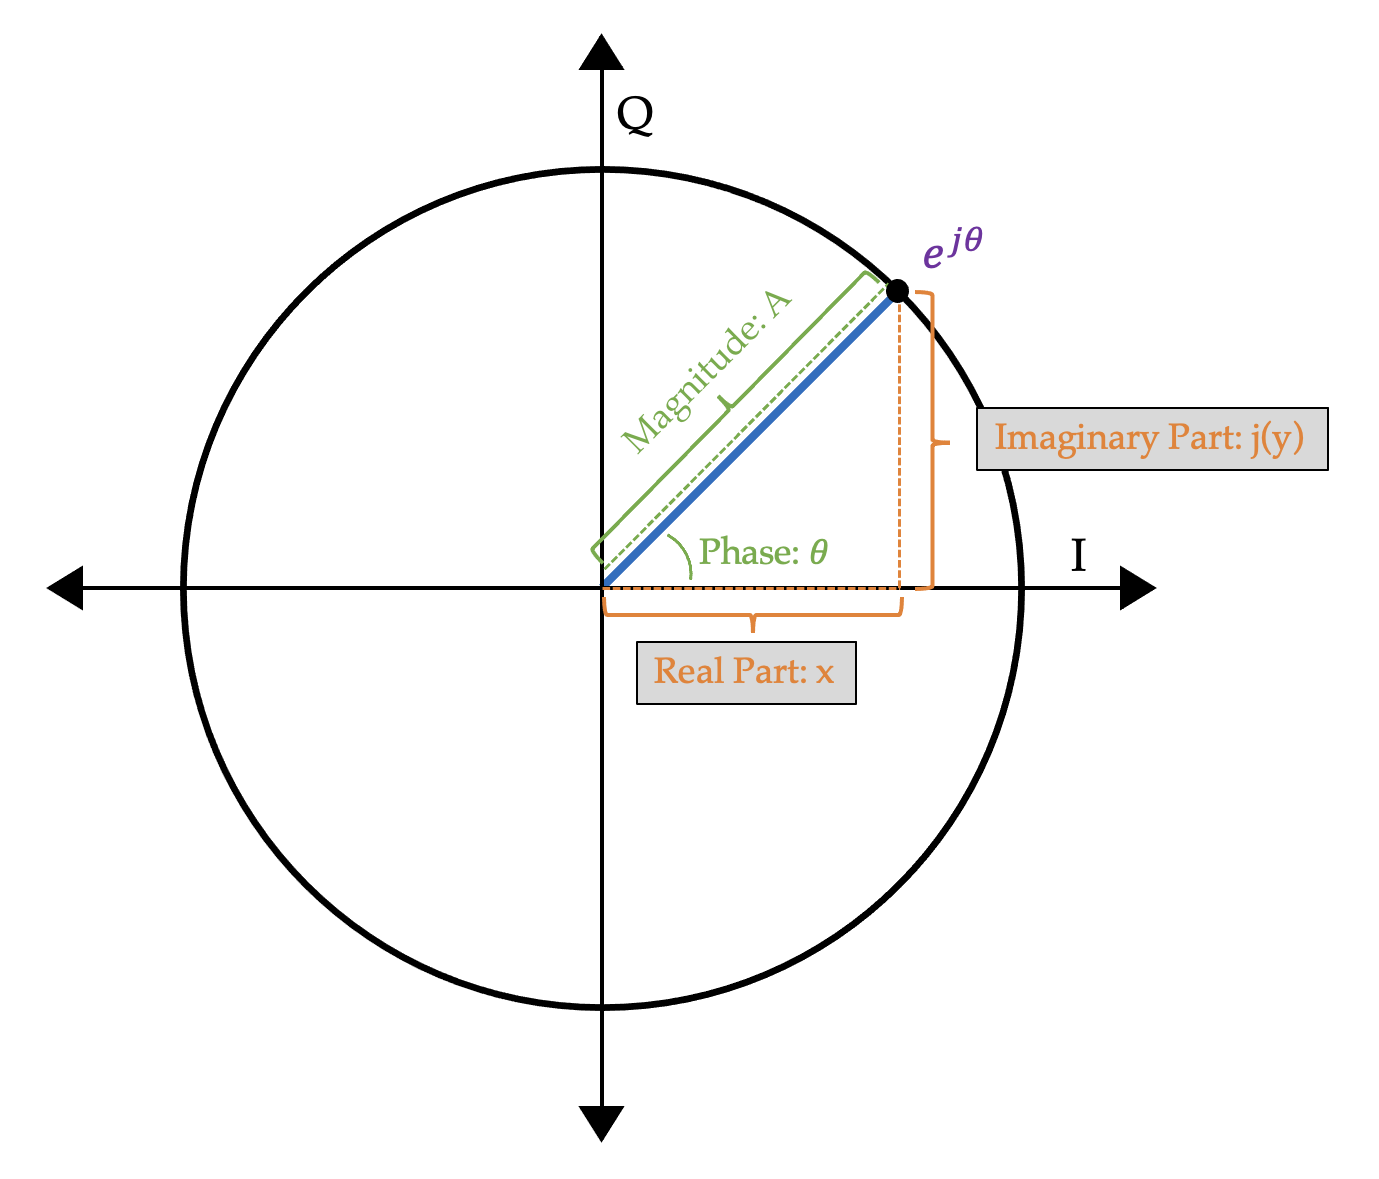 Q
e^{jθ}
Magnitude: A
Imaginary Part: j(y)
Phase: θ
I
Real Part: x